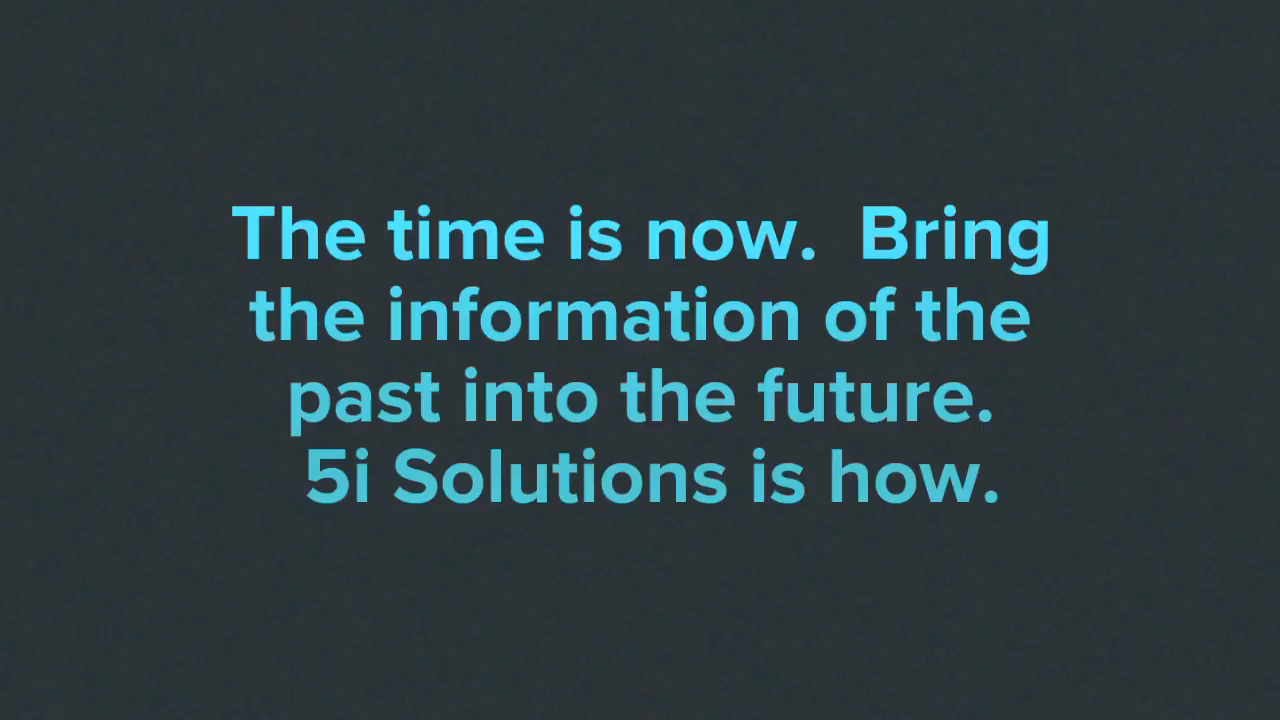 The time is now.  Bring
the information of the
past into the future.
5i Solutions is how.